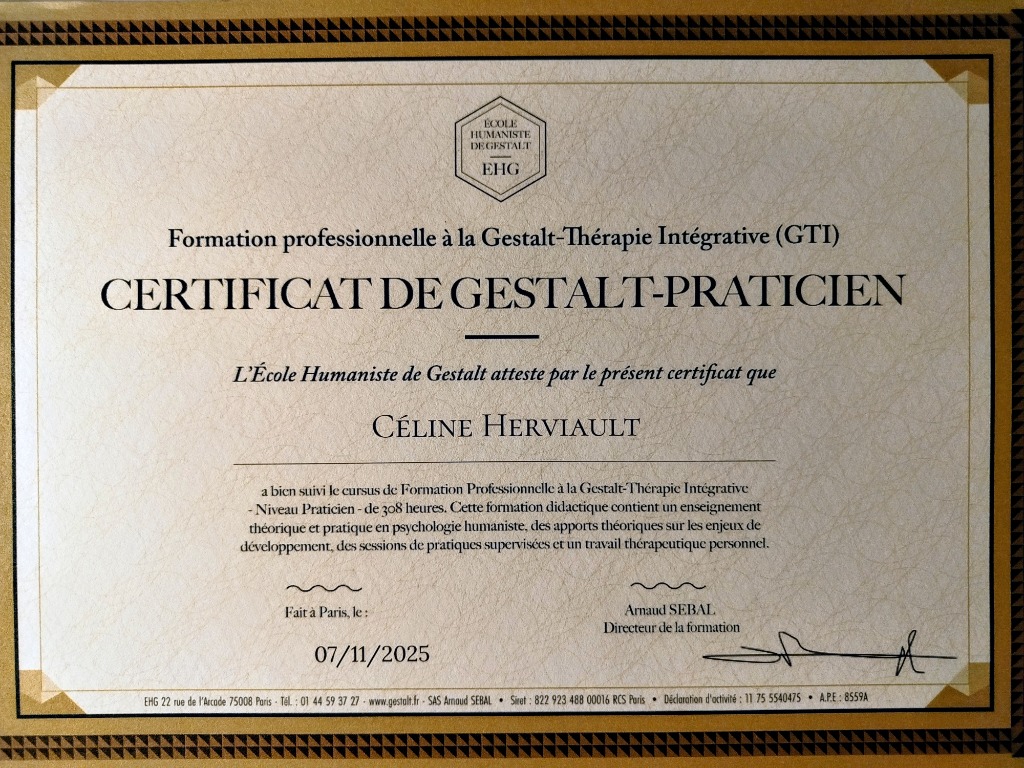 ÉCOLE
HUMANISTE
DE GESTALT
EHG
Formation professionnelle à la Gestalt-Thérapie Intégrative (GTI)
CERTIFICAT DE GESTALT-PRATICIEN
L'École Humaniste de Gestalt atteste par le présent certificat que
CÉLINE HERVIAULT
a bien suivi le cursus de Formation Professionnelle à la Gestalt-Thérapie Intégrative
- Niveau Praticien - de 308 heures. Cette formation didactique contient un enseignement
théorique et pratique en psychologie humaniste, des apports théoriques sur les enjeux de
développement, des sessions de pratiques supervisées et un travail thérapeutique personnel.
Fait à Paris, le :
07/11/2025
Arnaud SEBAL
Directeur de la formation
EHG 22 rue de l'Arcade 75008 Paris - Tél. : 01 44 59 37 27 - www.gestalt.fr - SAS Arnaud SEBAL • Siret : 822 923 488 00016 RCS Paris • Déclaration d'activité : 11 75 5540475 • A.P.E : 8559A